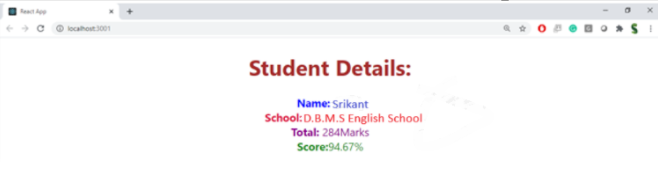 React App
localhost:3001
Student Details:
Name: Srikant
School:D.B.M.S English School
Total: 284Marks
Score:94.67%